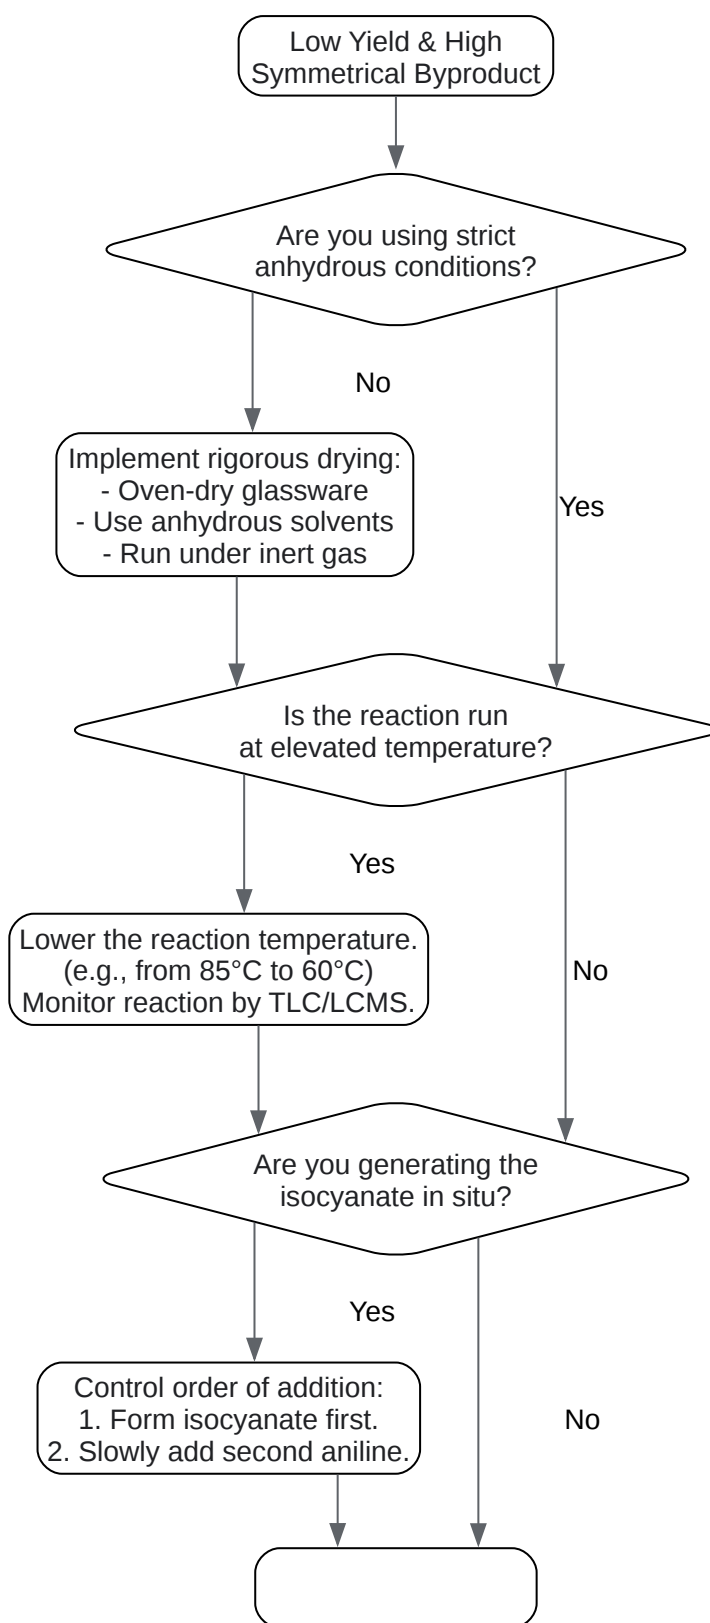 Low Yield & High
Symmetrical Byproduct
Are you using strict
anhydrous conditions?
No
Implement rigorous drying:
- Oven-dry glassware
- Use anhydrous solvents
- Run under inert gas
Yes
Is the reaction run
at elevated temperature?
Yes
Lower the reaction temperature.
(e.g., from 85°C to 60°C)
Monitor reaction by TLC/LCMS.
No
Are you generating the
isocyanate in situ?
Yes
Control order of addition:
1. Form isocyanate first.
2. Slowly add second aniline.
No